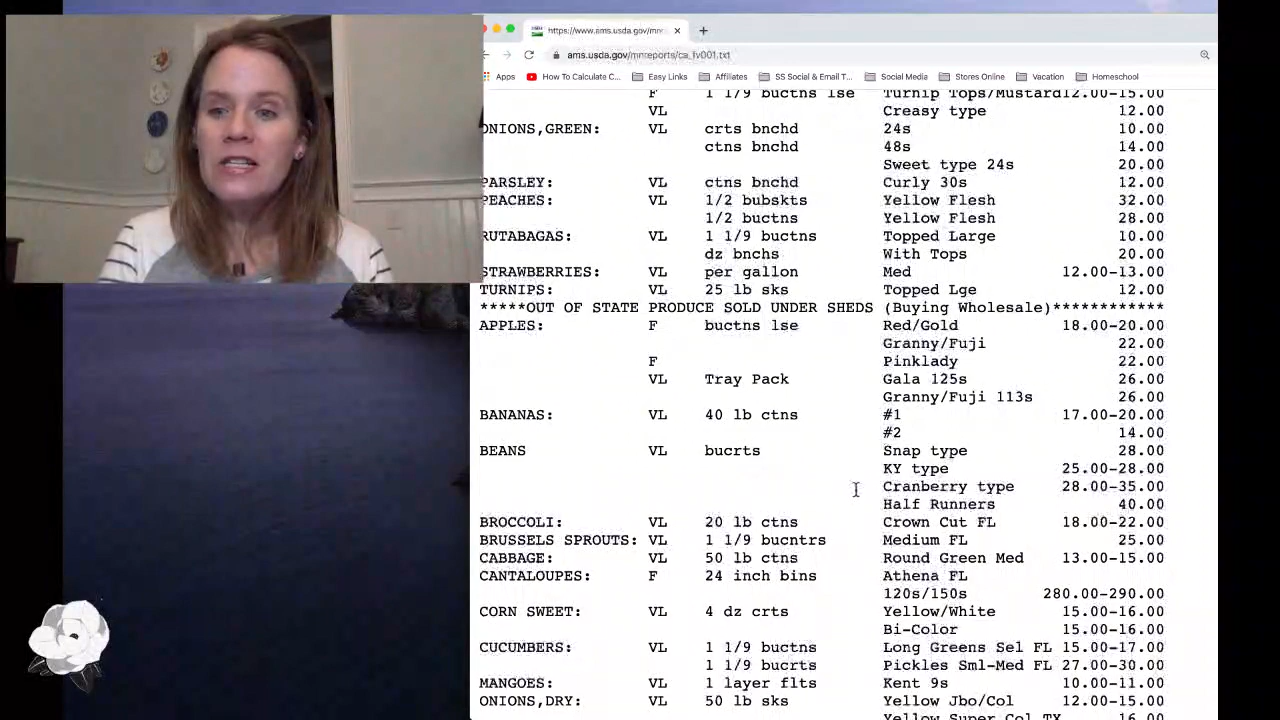 https://www.ams.usda.gov/mnr
ams.usda.gov/mnreports/ca_fv001.txt
Apps How To Calculate C... Easy Links Affiliates SS Social & Email T... Social Media Stores Online Vacation Homeschool
F 1 1/9 buctns lse Turnip Tops/Mustard12.00-15.00
VL Creasy type 12.00
ONIONS,GREEN: VL crts bnchd 24s 10.00
ctns bnchd 48s 14.00
Sweet type 24s 20.00
PARSLEY: VL ctns bnchd Curly 30s 12.00
PEACHES: VL 1/2 bubskts Yellow Flesh 32.00
1/2 buctns Yellow Flesh 28.00
RUTABAGAS: VL 1 1/9 buctns Topped Large 10.00
dz bnchs With Tops 20.00
STRAWBERRIES: VL per gallon Med 12.00-13.00
TURNIPS: VL 25 lb sks Topped Lge 12.00
*****OUT OF STATE PRODUCE SOLD UNDER SHEDS (Buying Wholesale)************
APPLES: F buctns lse Red/Gold 18.00-20.00
Granny/Fuji 22.00
F Pinklady 22.00
VL Tray Pack Gala 125s 26.00
Granny/Fuji 113s 26.00
BANANAS: VL 40 lb ctns #1 17.00-20.00
#2 14.00
BEANS VL bucrts Snap type 28.00
KY type 25.00-28.00
Cranberry type 28.00-35.00
Half Runners 40.00
BROCCOLI: VL 20 lb ctns Crown Cut FL 18.00-22.00
BRUSSELS SPROUTS: VL 1 1/9 bucntrs Medium FL 25.00
CABBAGE: VL 50 lb ctns Round Green Med 13.00-15.00
CANTALOUPES: F 24 inch bins Athena FL
120s/150s 280.00-290.00
CORN SWEET: VL 4 dz crts Yellow/White 15.00-16.00
Bi-Color 15.00-16.00
CUCUMBERS: VL 1 1/9 buctns Long Greens Sel FL 15.00-17.00
1 1/9 bucrts Pickles Sml-Med FL 27.00-30.00
MANGOES: VL 1 layer flts Kent 9s 10.00-11.00
ONIONS,DRY: VL 50 lb sks Yellow Jbo/Col 12.00-15.00
Yellow Super Col TX 16.00